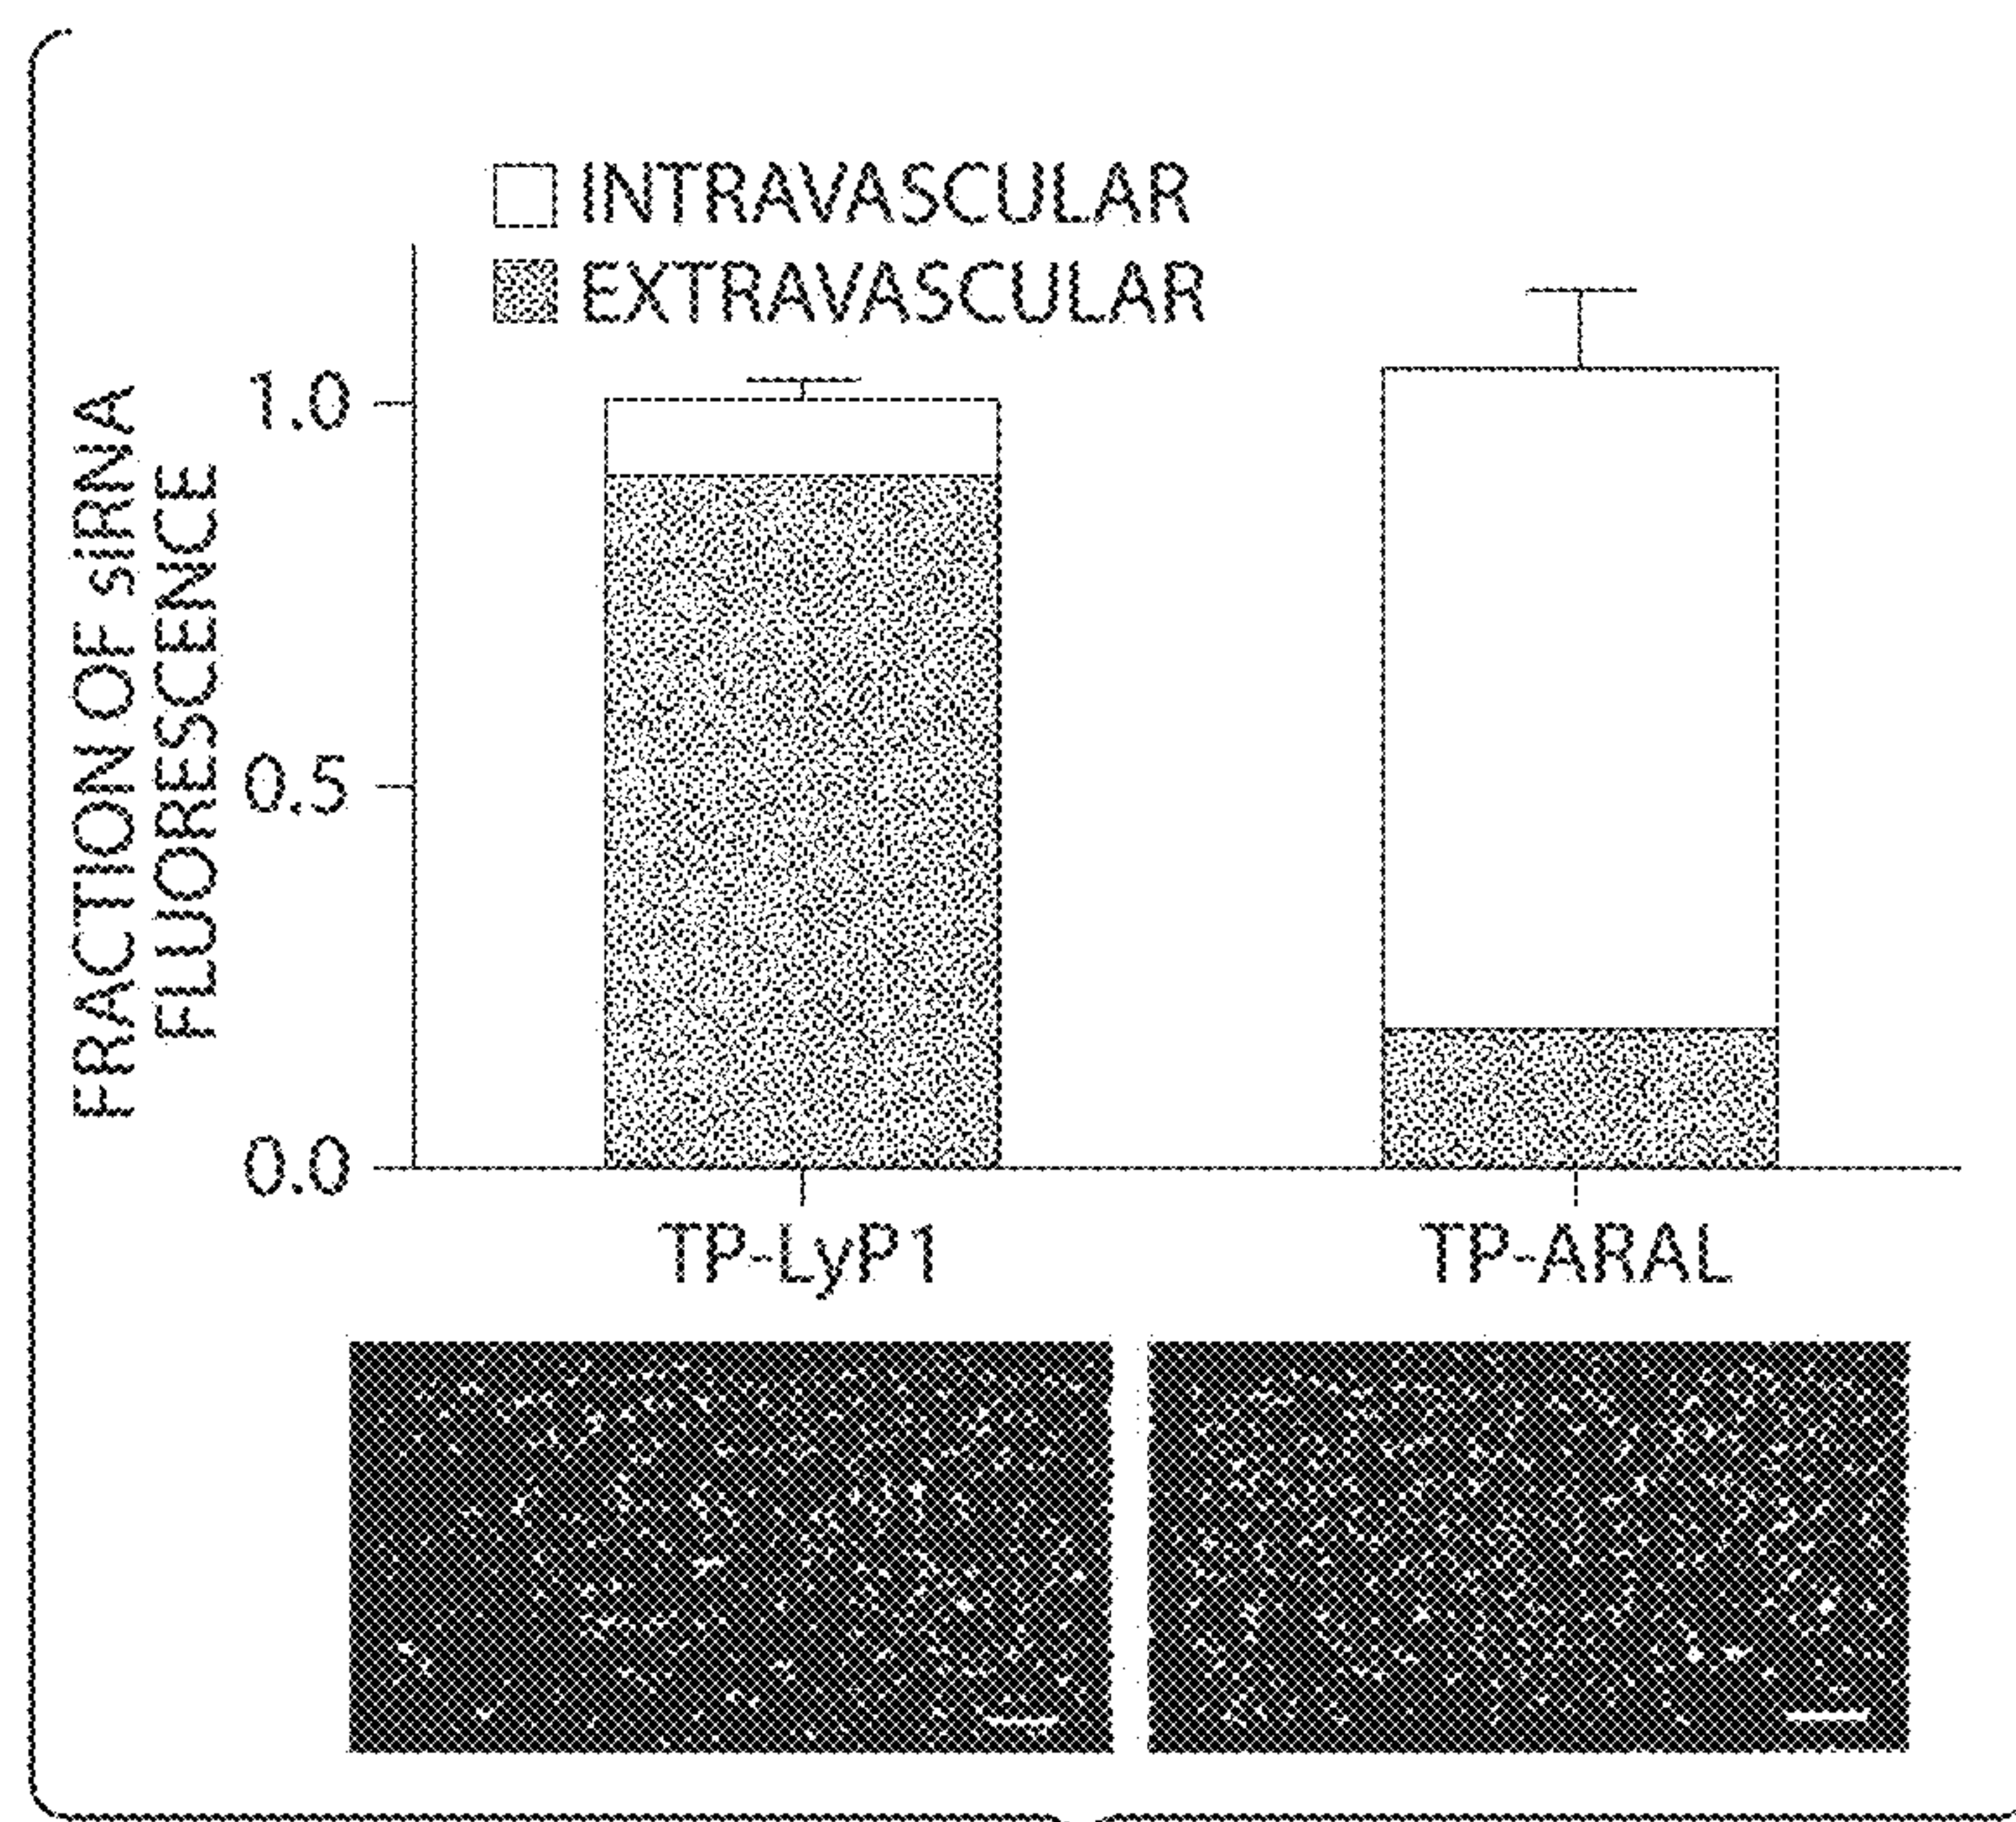 INTRAVASCULAR
EXTRAVASCULAR
FRACTION OF siRNA
FLUORESCENCE
1.0
0.5
0.0
TP-LyP1
TP-ARAL